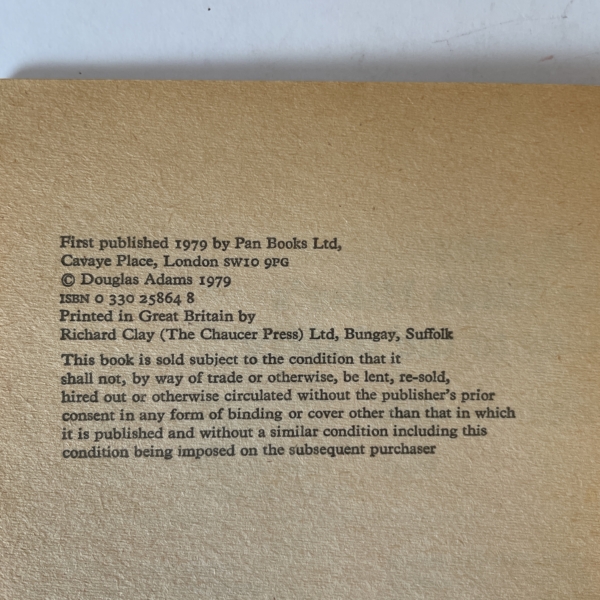 First published 1979 by Pan Books Ltd,
Cavaye Place, London SW10 9PG
© Douglas Adams 1979
ISBN 0 330 25864 8
Printed in Great Britain by
Richard Clay (The Chaucer Press) Ltd, Bungay, Suffolk
This book is sold subject to the condition that it
shall not, by way of trade or otherwise, be lent, re-sold,
hired out or otherwise circulated without the publisher's prior
consent in any form of binding or cover other than that in which
it is published and without a similar condition including this
condition being imposed on the subsequent purchaser